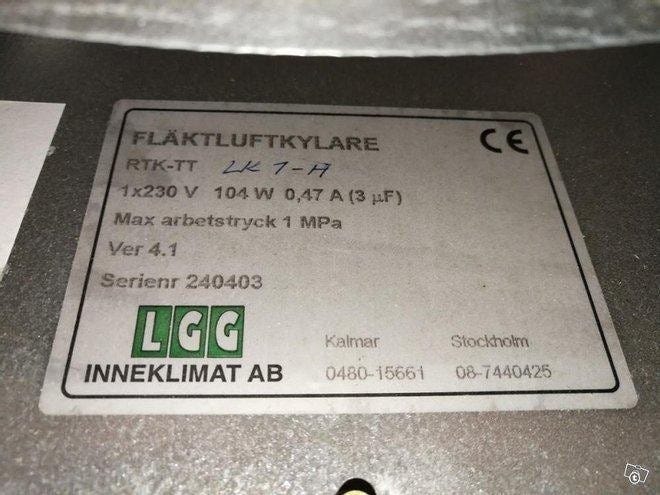 FLÄKTLUFTKYLARE
CE
RTK-TT LK 1-A
1x230 V 104 W 0,47 A (3 µF)
Max arbetstryck 1 MPa
Ver 4.1
Serienr 240403
LGG
INNEKLIMAT AB
Kalmar Stockholm
0480-15661 08-7440425